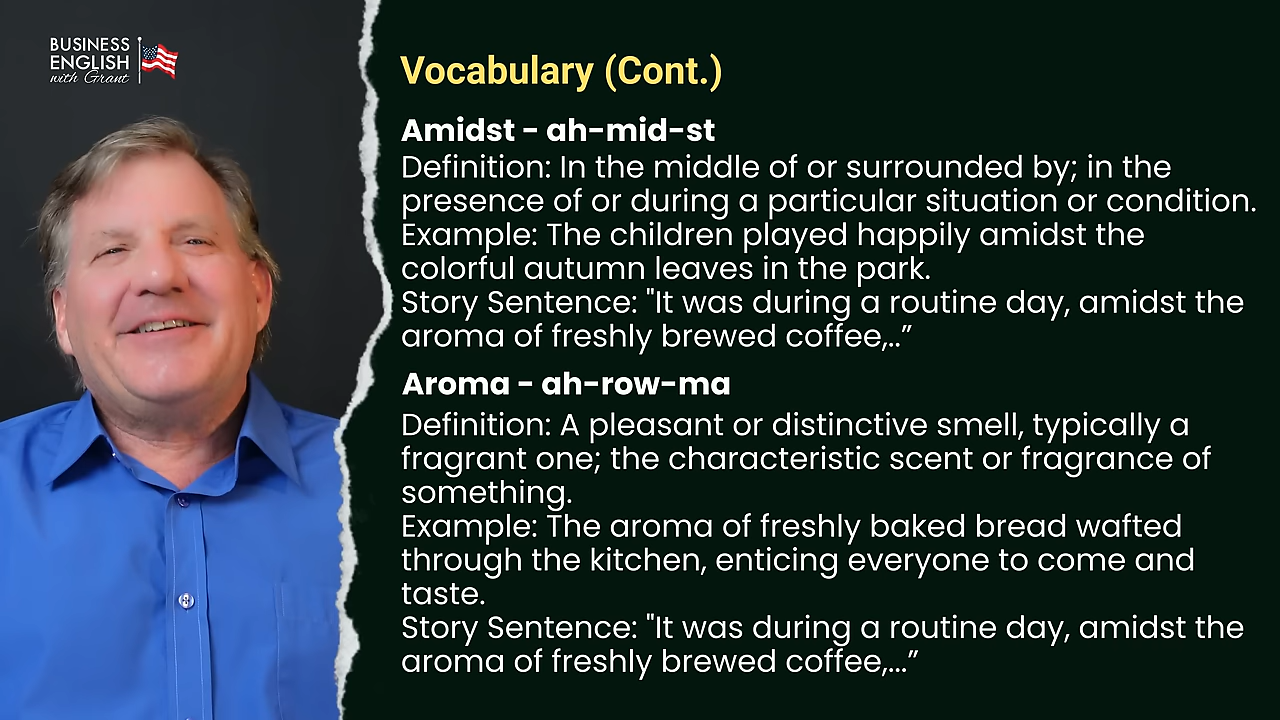 BUSINESS
ENGLISH
with Grant
Vocabulary (Cont.)
Amidst - ah-mid-st
Definition: In the middle of or surrounded by; in the
presence of or during a particular situation or condition.
Example: The children played happily amidst the
colorful autumn leaves in the park.
Story Sentence: "It was during a routine day, amidst the
aroma of freshly brewed coffee,..”
Aroma - ah-row-ma
Definition: A pleasant or distinctive smell, typically a
fragrant one; the characteristic scent or fragrance of
something.
Example: The aroma of freshly baked bread wafted
through the kitchen, enticing everyone to come and
taste.
Story Sentence: "It was during a routine day, amidst the
aroma of freshly brewed coffee,...”